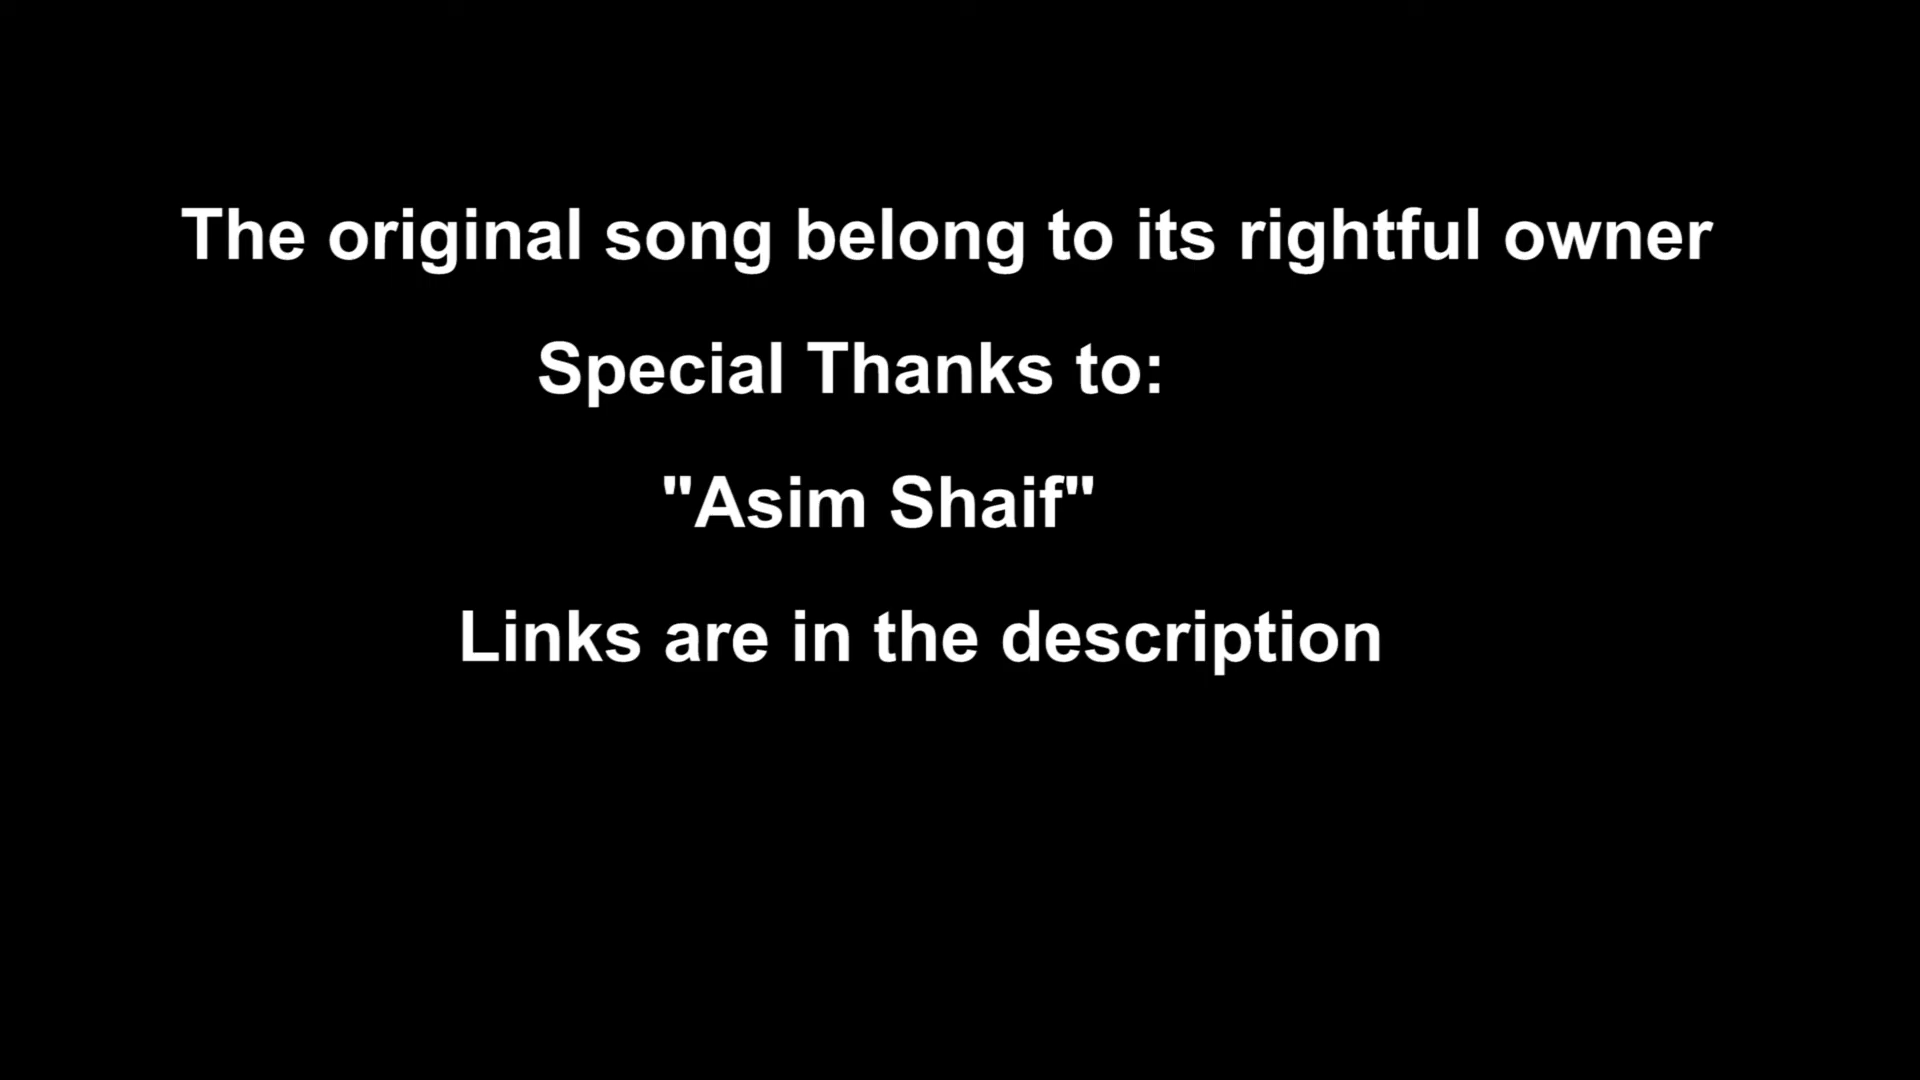 The original song belong to its rightful owner
Special Thanks to:
"Asim Shaif"
Links are in the description